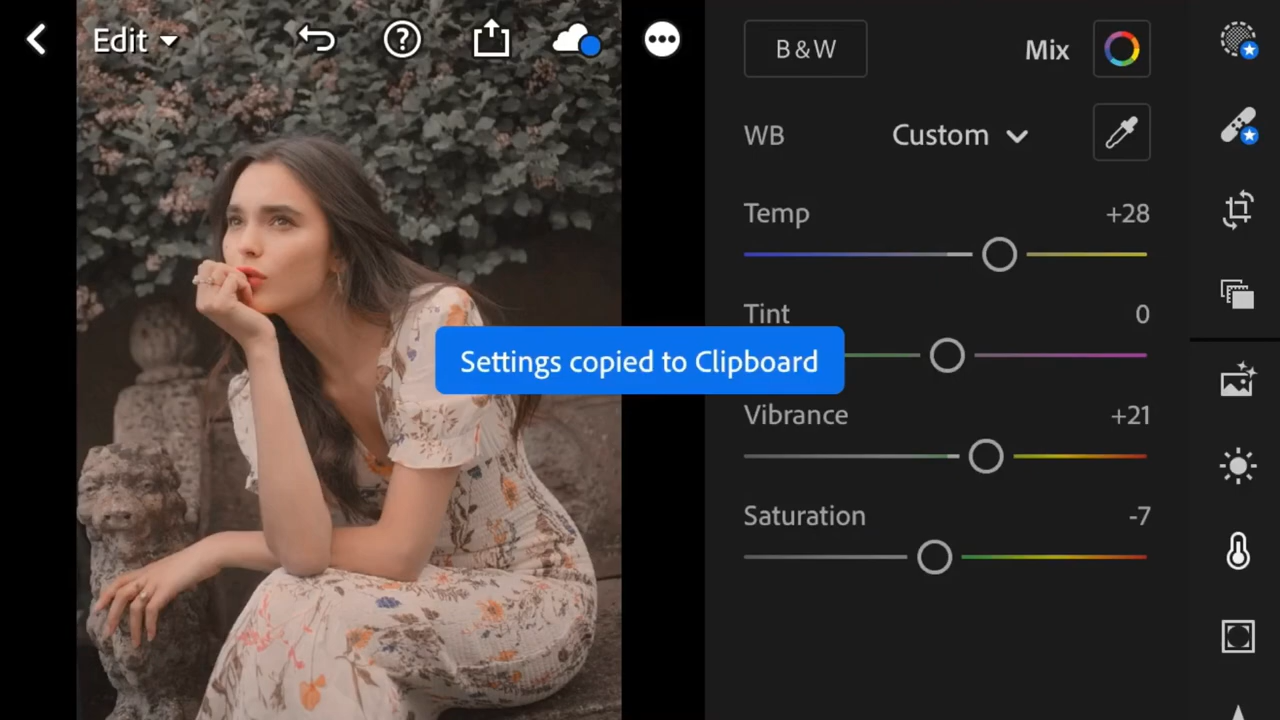 Edit
B&W
Mix
WB
Custom
Temp
+28
Tint
0
Settings copied to Clipboard
Vibrance
+21
Saturation
-7